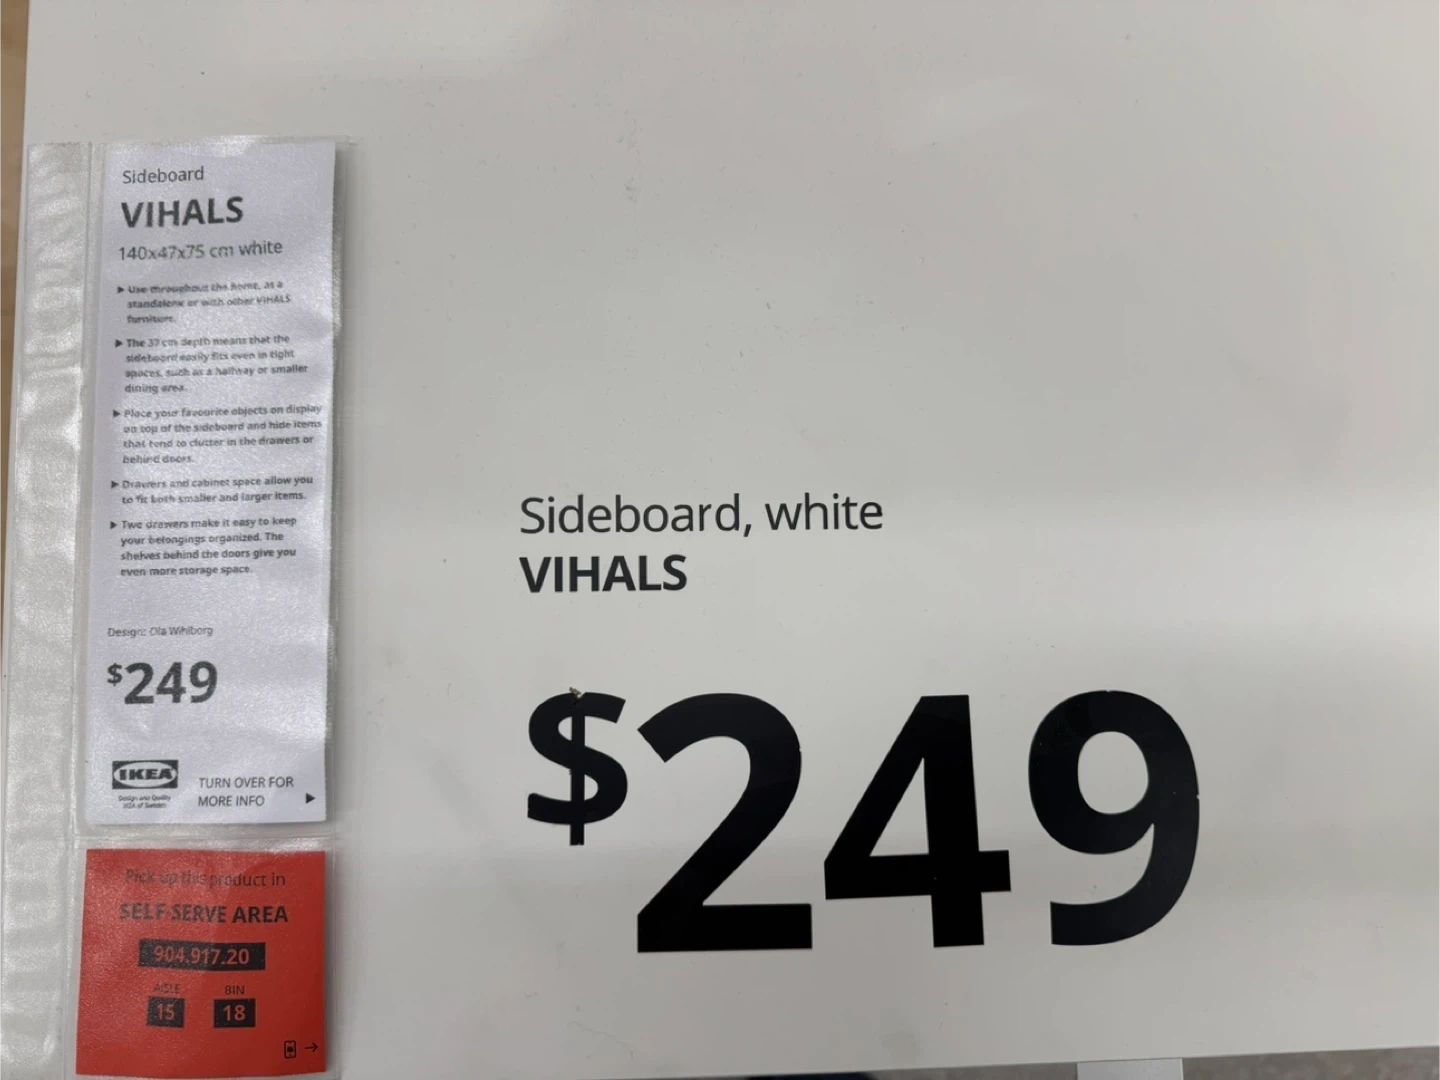 Sideboard
VIHALS
140x47x75 cm white
▶ Use throughout the home, as a
standalone or with other VIHALS
furniture.
▶ The 37 cm depth means that the
sideboard easily fits even in tight
spaces, such as a hallway or smaller
dining area.
▶ Place your favourite objects on display
on top of the sideboard and hide items
that tend to clutter in the drawers or
behind doors.
▶ Drawers and cabinet space allow you
to fit both smaller and larger items.
▶ Two drawers make it easy to keep
your belongings organized. The
shelves behind the doors give you
even more storage space.
Design: Ola Wihlborg
$249
IKEA
Design and Quality
IKEA of Sweden
TURN OVER FOR
MORE INFO ▶
Pick up this product in
SELF-SERVE AREA
904.917.20
AISLE BIN
15 18
Sideboard, white
VIHALS
$249